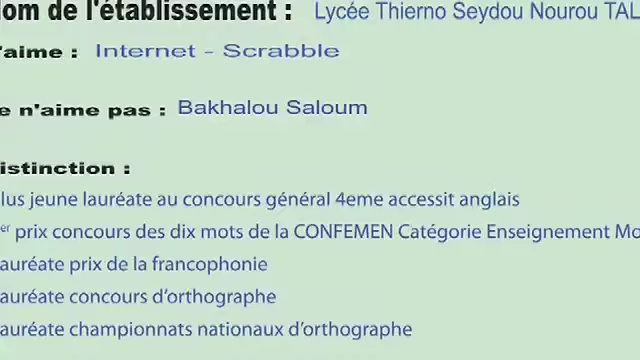 om de l'établissement : Lycée Thierno Seydou Nourou TAL
'aime : Internet - Scrabble
e n'aime pas : Bakhalou Saloum
istinction :
lus jeune lauréate au concours général 4eme accessit anglais
er prix concours des dix mots de la CONFEMEN Catégorie Enseignement Mo
auréate prix de la francophonie
auréate concours d'orthographe
auréate championnats nationaux d'orthographe